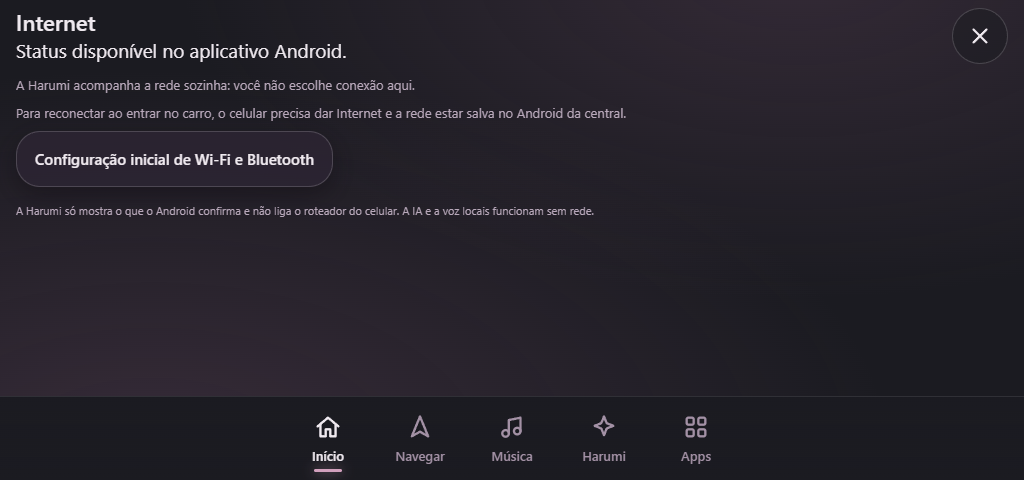 Internet
Status disponível no aplicativo Android.
A Harumi acompanha a rede sozinha: você não escolhe conexão aqui.
Para reconectar ao entrar no carro, o celular precisa dar Internet e a rede estar salva no Android da central.
Configuração inicial de Wi-Fi e Bluetooth
A Harumi só mostra o que o Android confirma e não liga o roteador do celular. A IA e a voz locais funcionam sem rede.
Início
Navegar
Música
Harumi
Apps